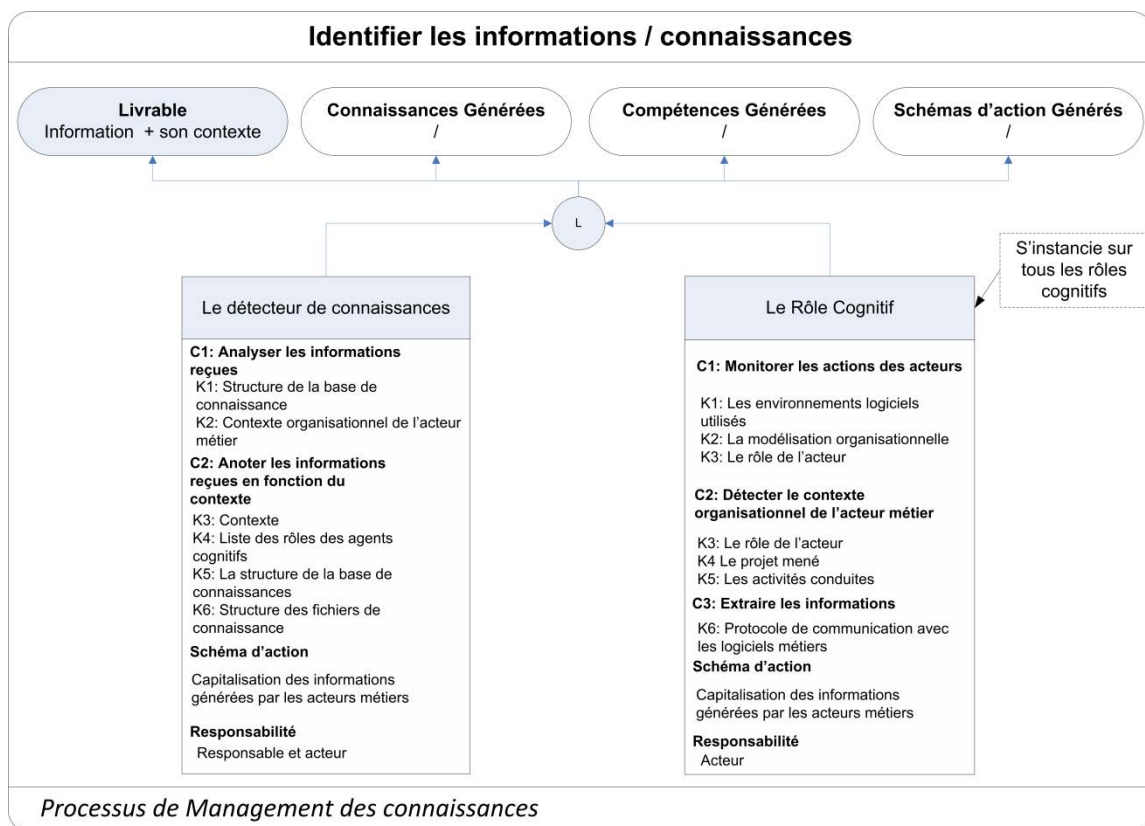 Identifier les informations / connaissances
Livrable
Information + son contexte
Connaissances Générées
/
Compétences Générées
/
Schémas d'action Générés
/
L
S'instancie sur
tous les rôles
cognitifs
Le détecteur de connaissances
C1: Analyser les informations
reçues
K1: Structure de la base de
connaissance
K2: Contexte organisationnel de l'acteur
métier
C2: Anoter les informations
reçues en fonction du
contexte
K3: Contexte
K4: Liste des rôles des agents
cognitifs
K5: La structure de la base de
connaissances
K6: Structure des fichiers de
connaissance
Schéma d'action
Capitalisation des informations
générées par les acteurs métiers
Responsabilité
Responsable et acteur
Le Rôle Cognitif
C1: Monitorer les actions des acteurs
K1: Les environnements logiciels
utilisés
K2: La modélisation organisationnelle
K3: Le rôle de l'acteur
C2: Détecter le contexte
organisationnel de l'acteur métier
K3: Le rôle de l'acteur
K4 Le projet mené
K5: Les activités conduites
C3: Extraire les informations
K6: Protocole de communication avec
les logiciels métiers
Schéma d'action
Capitalisation des informations
générées par les acteurs métiers
Responsabilité
Acteur
Processus de Management des connaissances